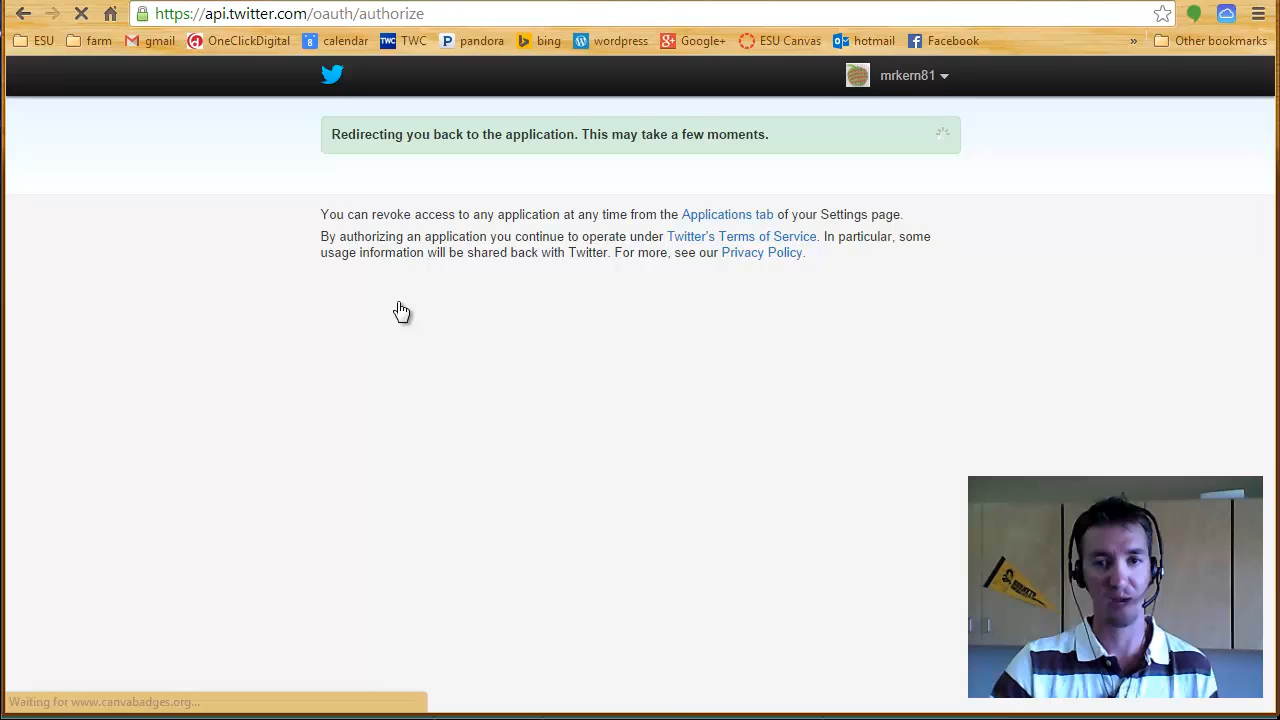 https://api.twitter.com/oauth/authorize
ESU farm gmail OneClickDigital 8 calendar TWC TWC P pandora bing wordpress g+ Google+ ESU Canvas hotmail f Facebook » Other bookmarks
mrkern81
Redirecting you back to the application. This may take a few moments.
You can revoke access to any application at any time from the Applications tab of your Settings page.
By authorizing an application you continue to operate under Twitter's Terms of Service. In particular, some
usage information will be shared back with Twitter. For more, see our Privacy Policy.
Waiting for www.canvabadges.org...